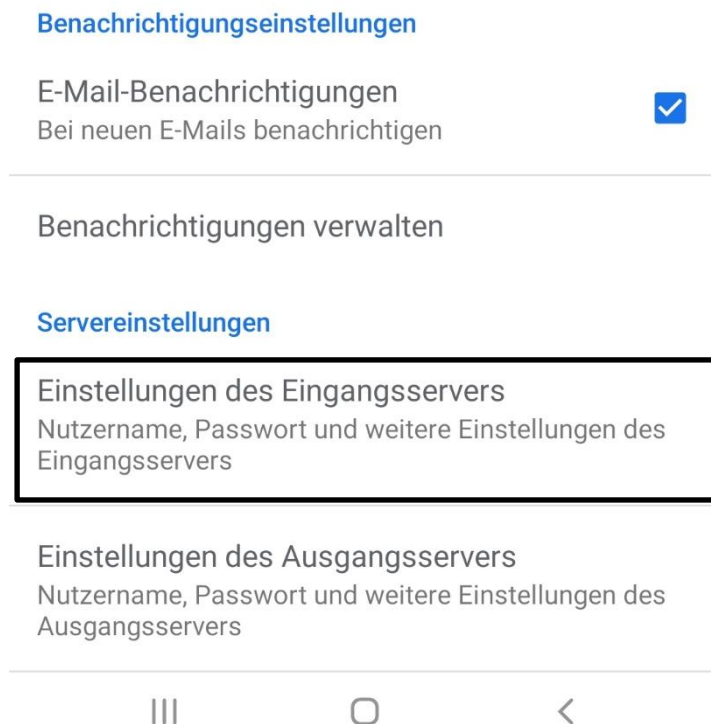 Benachrichtigungseinstellungen
E-Mail-Benachrichtigungen
Bei neuen E-Mails benachrichtigen
Benachrichtigungen verwalten
Servereinstellungen
Einstellungen des Eingangsservers
Nutzername, Passwort und weitere Einstellungen des
Eingangsservers
Einstellungen des Ausgangsservers
Nutzername, Passwort und weitere Einstellungen des
Ausgangsservers